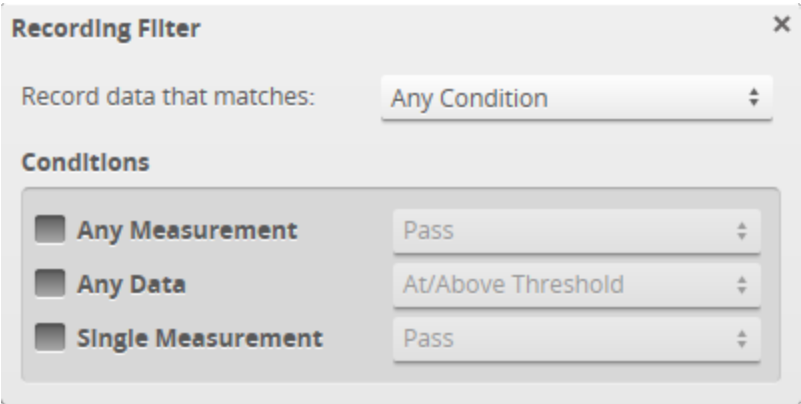 Recording Filter
Record data that matches: Any Condition
Conditions
Any Measurement Pass
Any Data At/Above Threshold
Single Measurement Pass